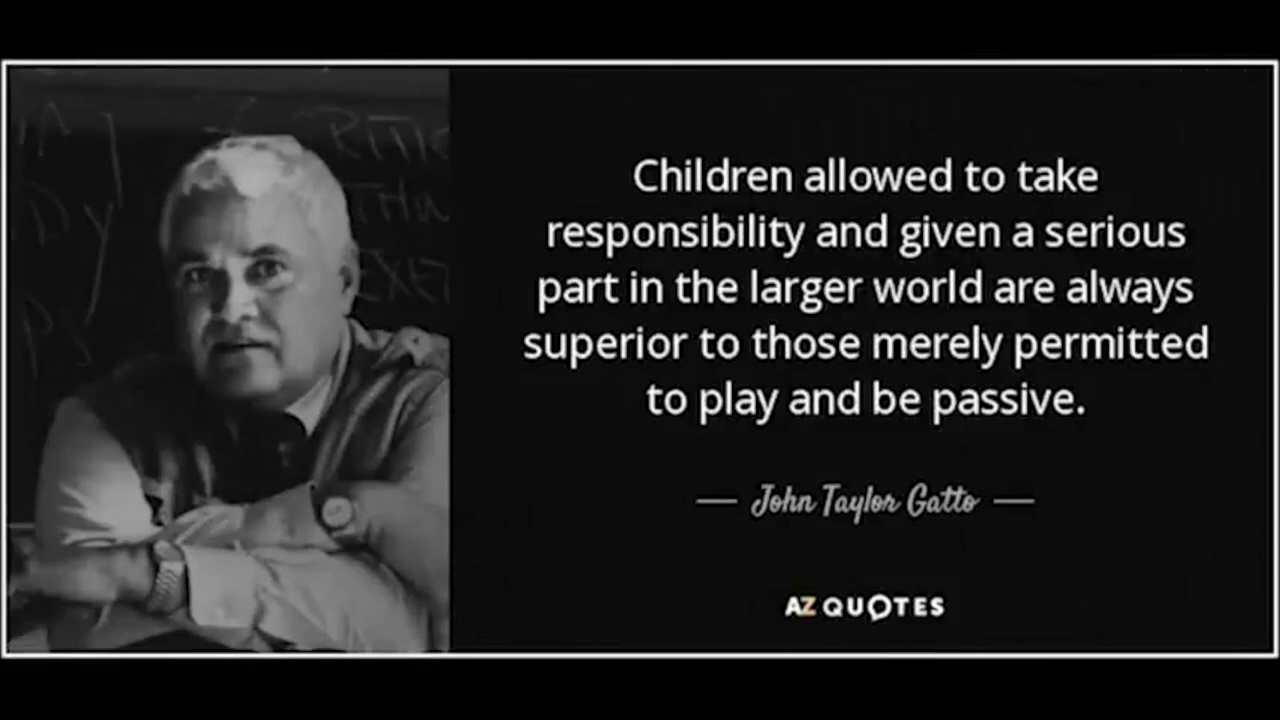 Children allowed to take
responsibility and given a serious
part in the larger world are always
superior to those merely permitted
to play and be passive.
John Taylor Gatto
AZ QUOTES